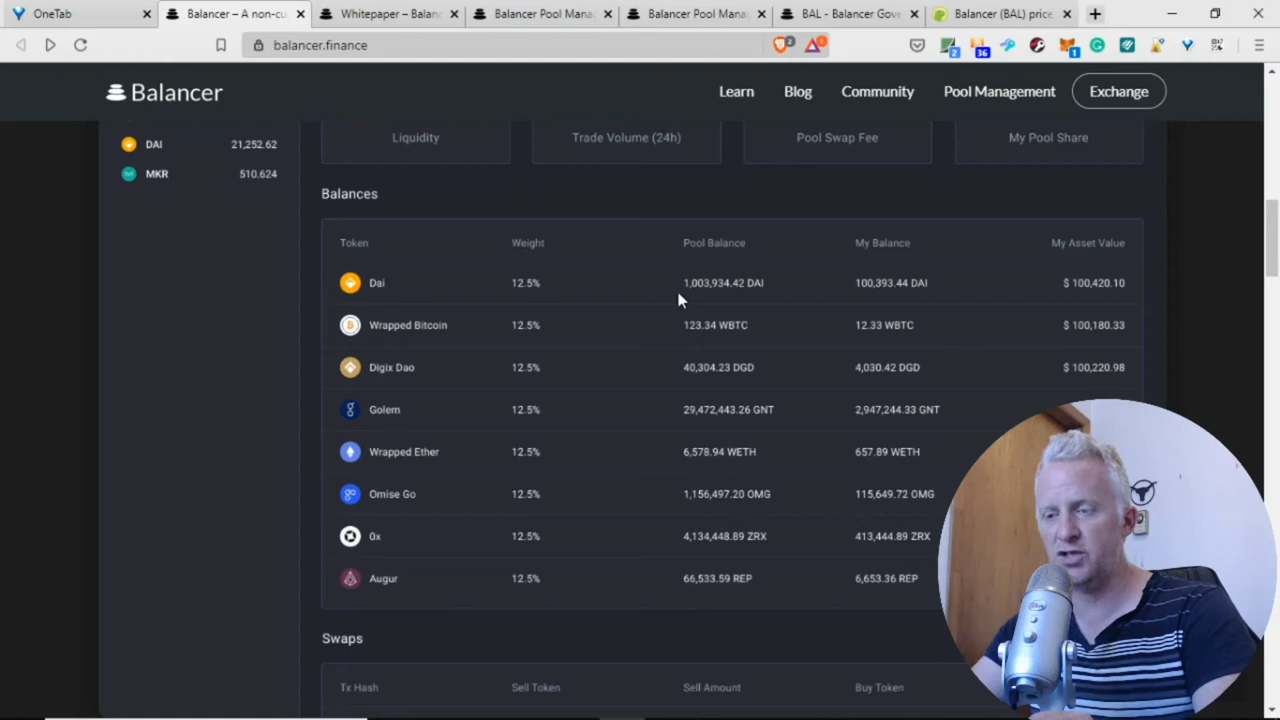 OneTab
Balancer – A non-cu
Whitepaper – Balanc
Balancer Pool Mana
Balancer Pool Mana
BAL - Balancer Gov
Balancer (BAL) price
balancer.finance
2
1
2
36
1
Balancer
Learn
Blog
Community
Pool Management
Exchange
DAI 21,252.62
MKR 510.624
Liquidity
Trade Volume (24h)
Pool Swap Fee
My Pool Share
Balances
Token Weight Pool Balance My Balance My Asset Value
Dai 12.5% 1,003,934.42 DAI 100,393.44 DAI $ 100,420.10
Wrapped Bitcoin 12.5% 123.34 WBTC 12.33 WBTC $ 100,180.33
Digix Dao 12.5% 40,304.23 DGD 4,030.42 DGD $ 100,220.98
Golem 12.5% 29,472,443.26 GNT 2,947,244.33 GNT
Wrapped Ether 12.5% 6,578.94 WETH 657.89 WETH
Omise Go 12.5% 1,156,497.20 OMG 115,649.72 OMG
0x 12.5% 4,134,448.89 ZRX 413,444.89 ZRX
Augur 12.5% 66,533.59 REP 6,653.36 REP
Swaps
Tx Hash Sell Token Sell Amount Buy Token